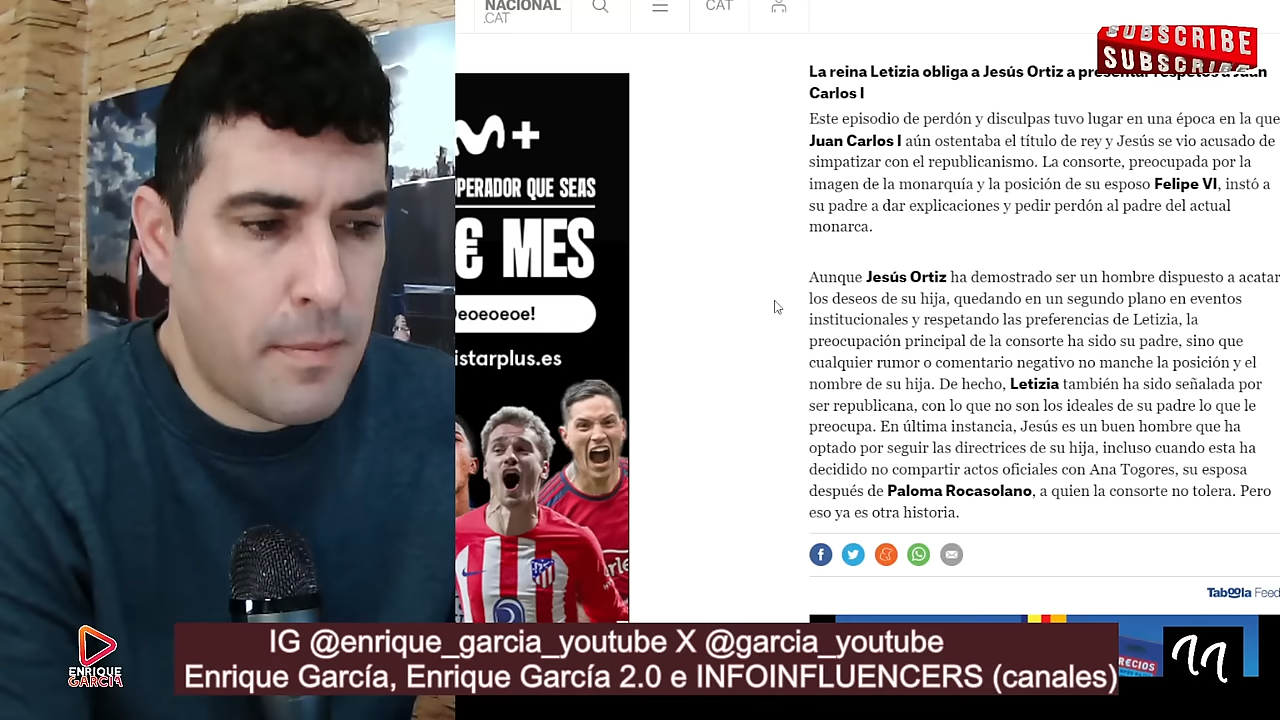 NACIONAL
.CAT
CAT
SUBSCRIBE
SUBSCRIBE
La reina Letizia obliga a Jesús Ortiz a presentar respetos a Juan
Carlos I
Este episodio de perdón y disculpas tuvo lugar en una época en la que
Juan Carlos I aún ostentaba el título de rey y Jesús se vio acusado de
simpatizar con el republicanismo. La consorte, preocupada por la
imagen de la monarquía y la posición de su esposo Felipe VI, instó a
su padre a dar explicaciones y pedir perdón al padre del actual
monarca.
Aunque Jesús Ortiz ha demostrado ser un hombre dispuesto a acatar
los deseos de su hija, quedando en un segundo plano en eventos
institucionales y respetando las preferencias de Letizia, la
preocupación principal de la consorte ha sido su padre, sino que
cualquier rumor o comentario negativo no manche la posición y el
nombre de su hija. De hecho, Letizia también ha sido señalada por
ser republicana, con lo que no son los ideales de su padre lo que le
preocupa. En última instancia, Jesús es un buen hombre que ha
optado por seguir las directrices de su hija, incluso cuando esta ha
decidido no compartir actos oficiales con Ana Togores, su esposa
después de Paloma Rocasolano, a quien la consorte no tolera. Pero
eso ya es otra historia.
M+
PERADOR QUE SEAS
€ MES
eoeoeoe!
istarplus.es
Taboola Feed
RECIOS
ENRIQUE
GARCÍA
IG @enrique_garcia_youtube X @garcia_youtube
Enrique García, Enrique García 2.0 e INFOINFLUENCERS (canales)